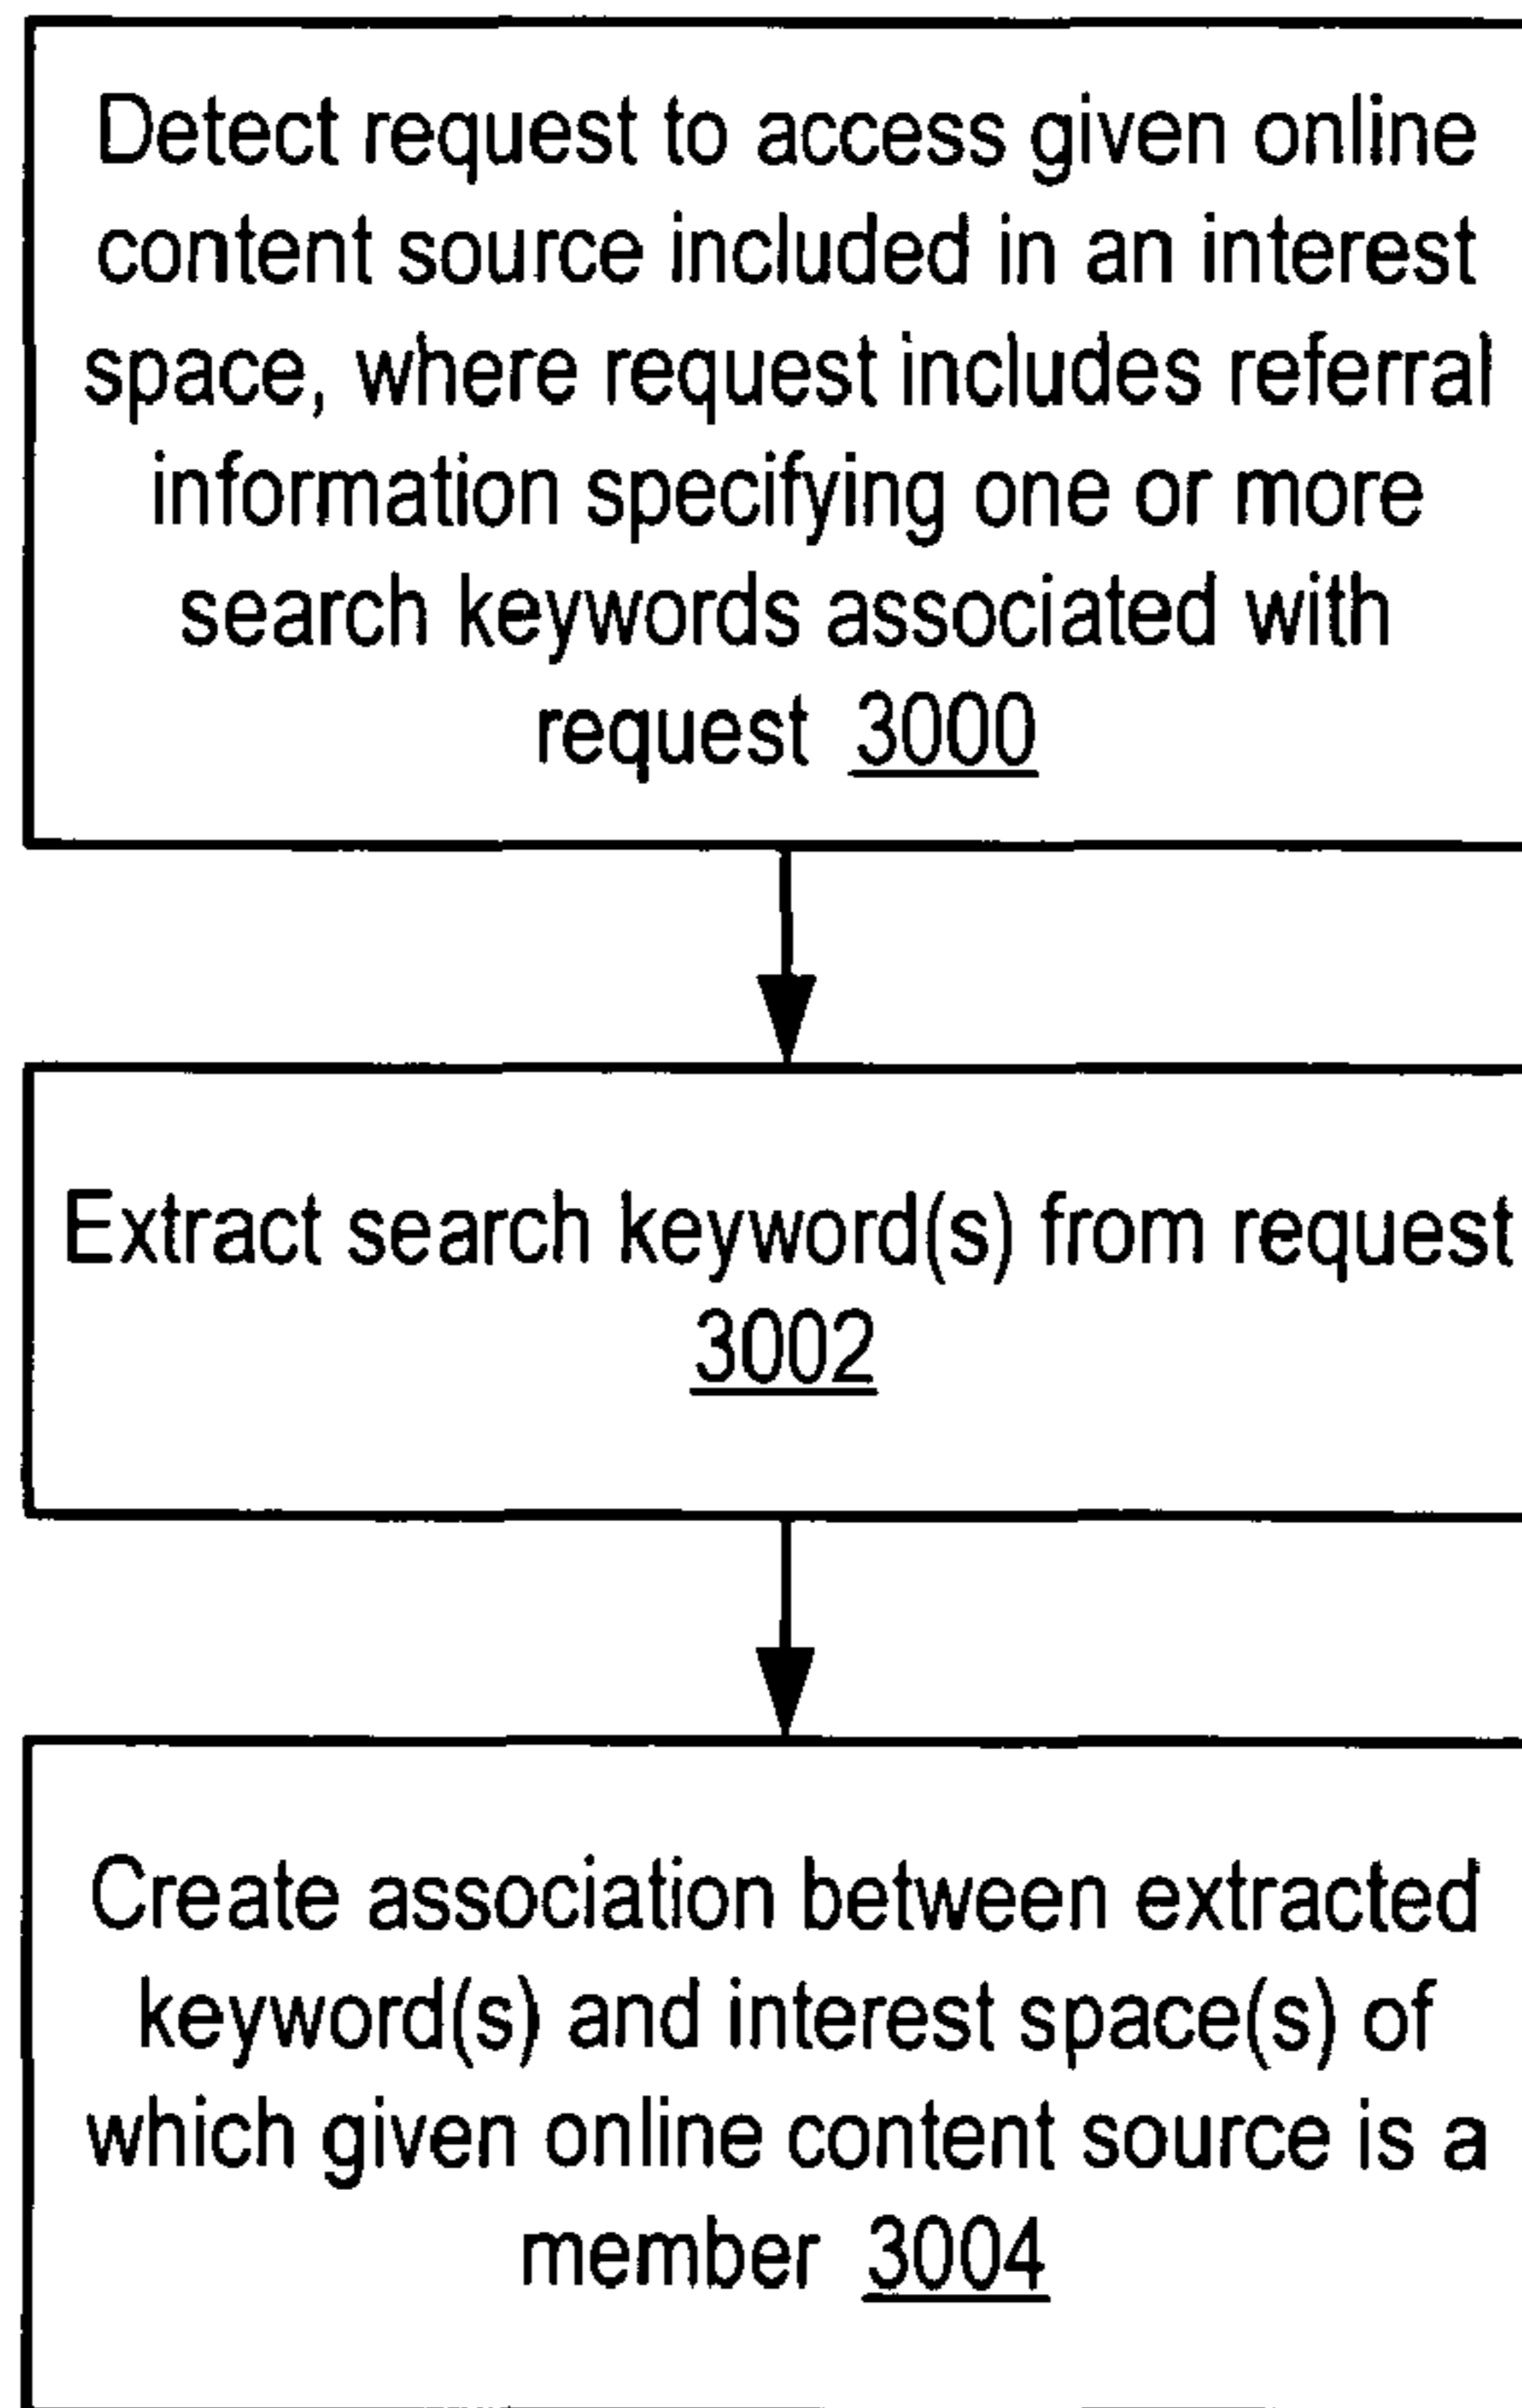 Detect request to access given online
content source included in an interest
space, where request includes referral
information specifying one or more
search keywords associated with
request 3000
Extract search keyword(s) from request
3002
Create association between extracted
keyword(s) and interest space(s) of
which given online content source is a
member 3004